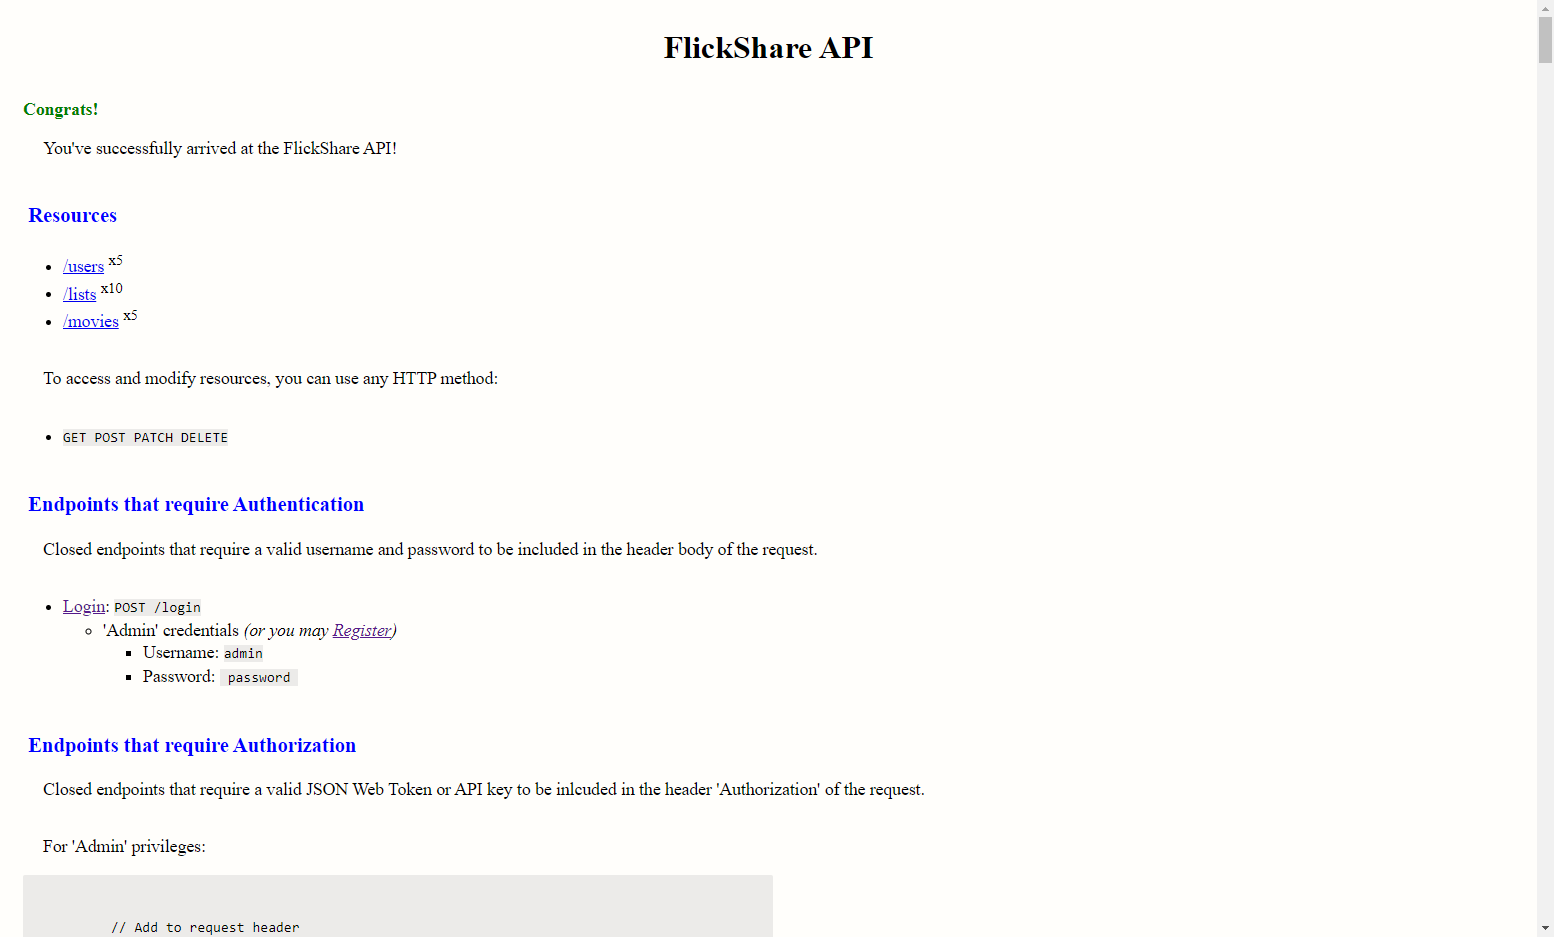 FlickShare API
Congrats!
You've successfully arrived at the FlickShare API!
Resources
/users x5
/lists x10
/movies x5
To access and modify resources, you can use any HTTP method:
GET POST PATCH DELETE
Endpoints that require Authentication
Closed endpoints that require a valid username and password to be included in the header body of the request.
Login: POST /login
'Admin' credentials (or you may Register)
Username: admin
Password: password
Endpoints that require Authorization
Closed endpoints that require a valid JSON Web Token or API key to be inlcuded in the header 'Authorization' of the request.
For 'Admin' privileges:
// Add to request header